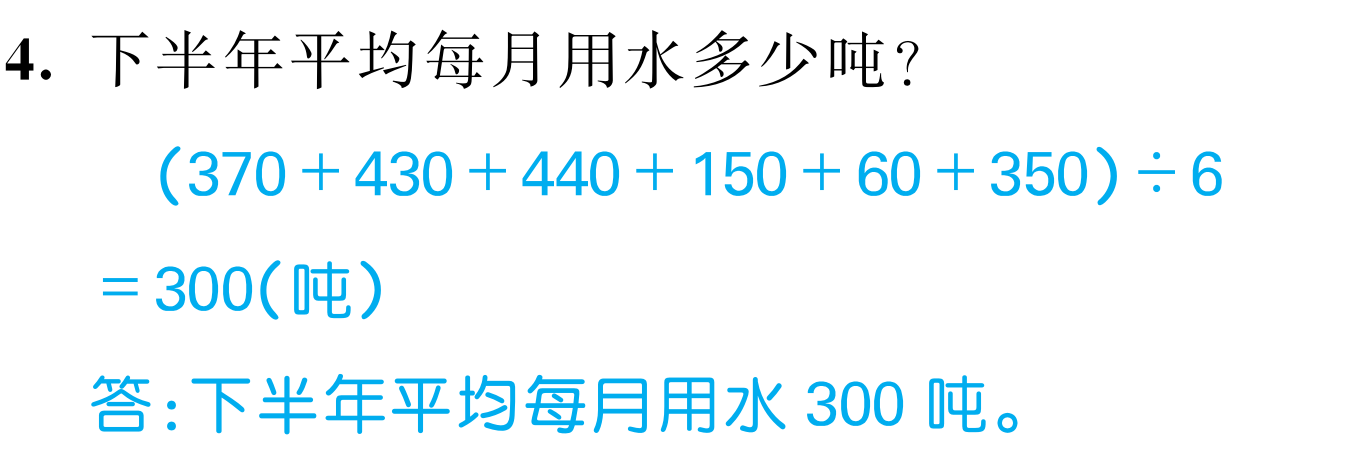 4. 下半年平均每月用水多少吨?
(370+430+440+150+60+350)÷6
=300(吨)
答:下半年平均每月用水 300 吨。